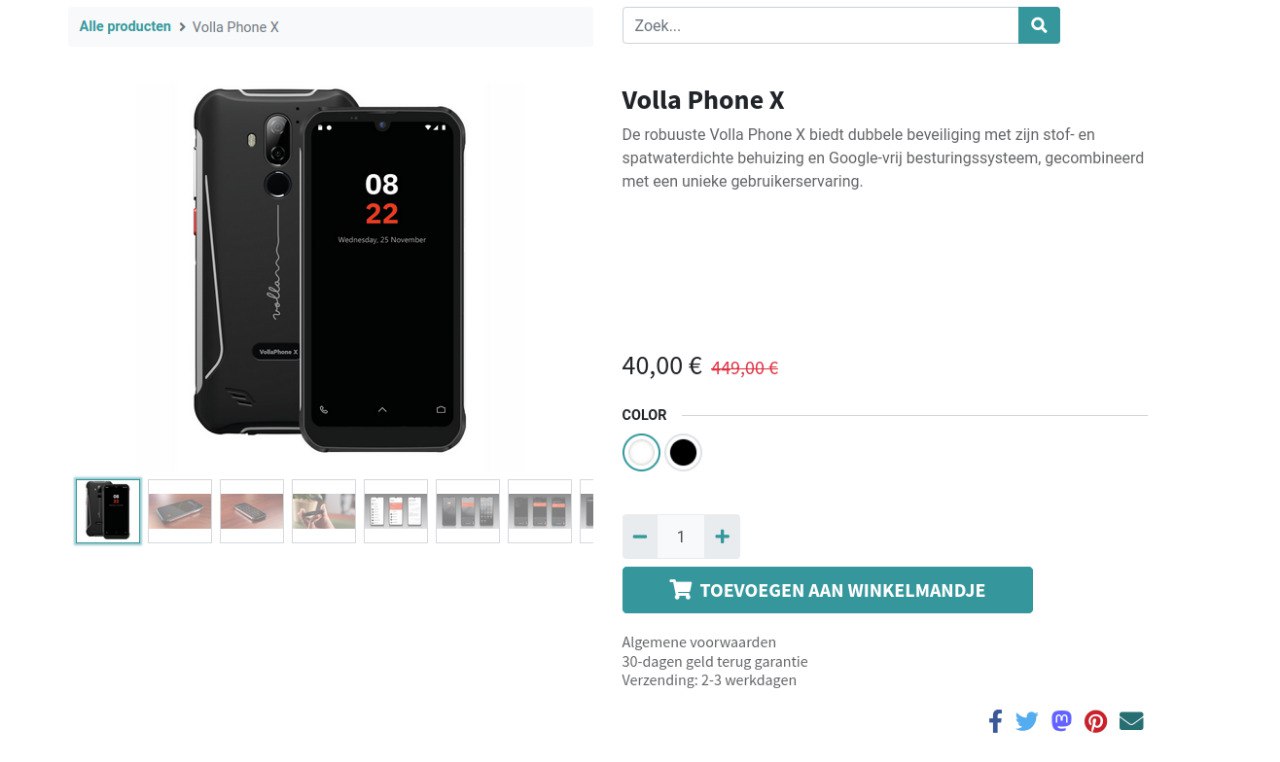 Alle producten > Volla Phone X
Zoek...
08
22
Wednesday, 25 November
volla
VollaPhone X
Volla Phone X
De robuuste Volla Phone X biedt dubbele beveiliging met zijn stof- en
spatwaterdichte behuizing en Google-vrij besturingssysteem, gecombineerd
met een unieke gebruikerservaring.
40,00 € 449,00 €
COLOR
1
TOEVOEGEN AAN WINKELMANDJE
Algemene voorwaarden
30-dagen geld terug garantie
Verzending: 2-3 werkdagen